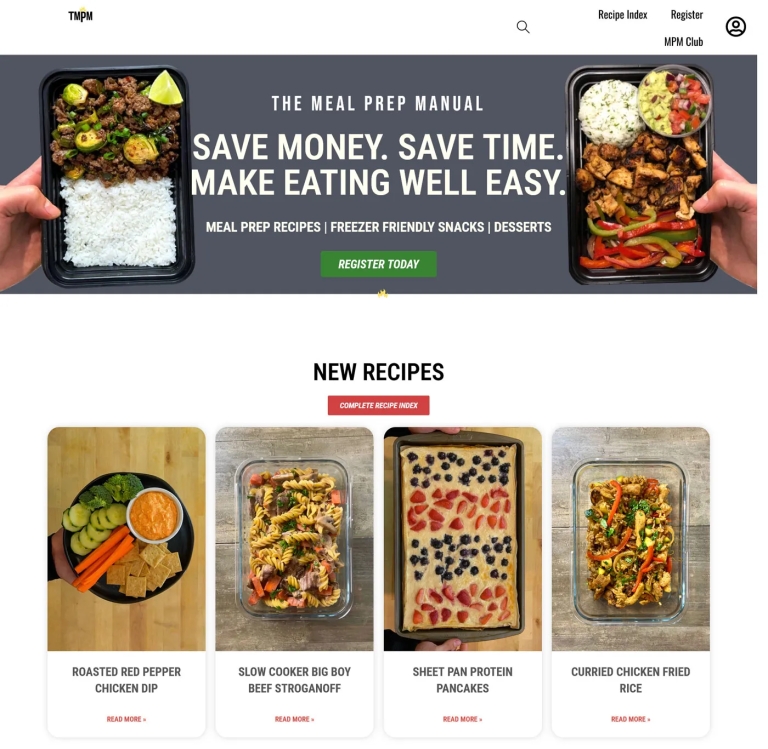 TMPM
Recipe Index
Register
MPM Club
THE MEAL PREP MANUAL
SAVE MONEY. SAVE TIME.
MAKE EATING WELL EASY.
MEAL PREP RECIPES | FREEZER FRIENDLY SNACKS | DESSERTS
REGISTER TODAY
NEW RECIPES
COMPLETE RECIPE INDEX
ROASTED RED PEPPER
CHICKEN DIP
READ MORE »
SLOW COOKER BIG BOY
BEEF STROGANOFF
READ MORE »
SHEET PAN PROTEIN
PANCAKES
READ MORE »
CURRIED CHICKEN FRIED
RICE
READ MORE »